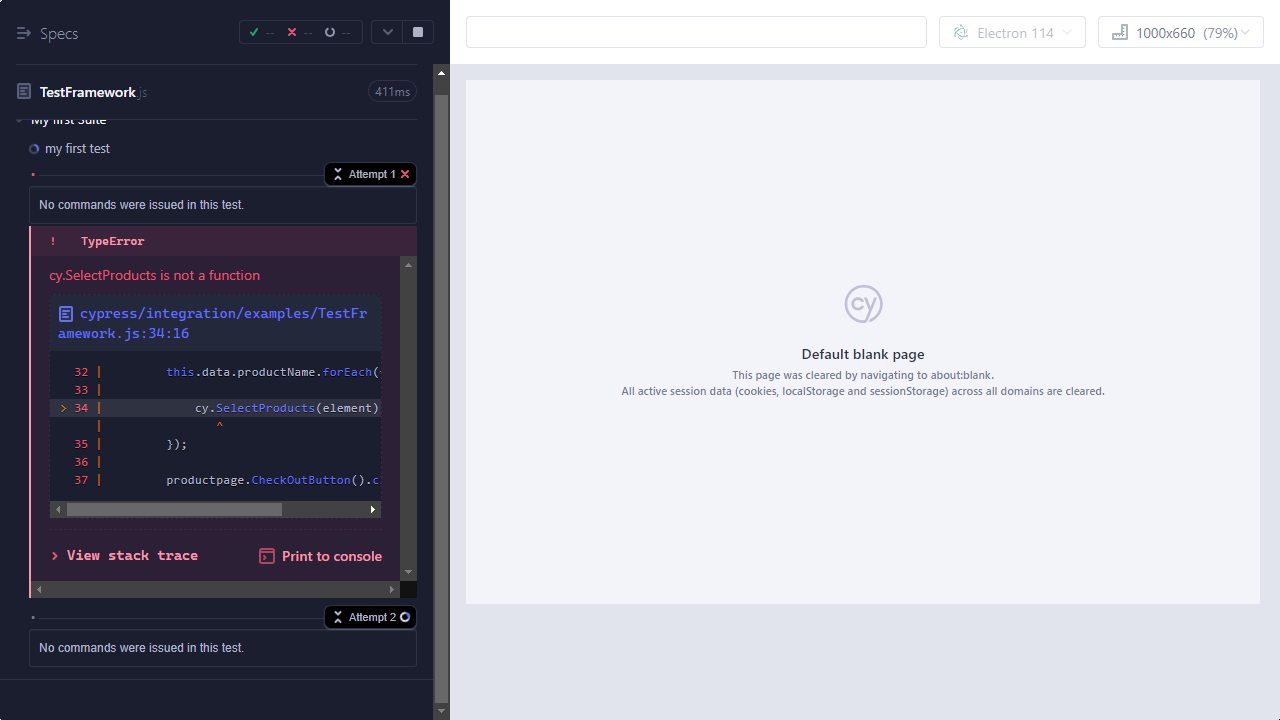 Specs
-- -- --
TestFramework.js
411ms
My first Suite
my first test
Attempt 1
No commands were issued in this test.
! TypeError
cy.SelectProducts is not a function
cypress/integration/examples/TestFr
amework.js:34:16
32 | this.data.productName.forEach(
33 |
> 34 | cy.SelectProducts(element)
| ^
35 | });
36 |
37 | productpage.CheckOutButton().cl
View stack trace
Print to console
Attempt 2
No commands were issued in this test.
Electron 114
1000x660 (79%)
cy
Default blank page
This page was cleared by navigating to about:blank.
All active session data (cookies, localStorage and sessionStorage) across all domains are cleared.